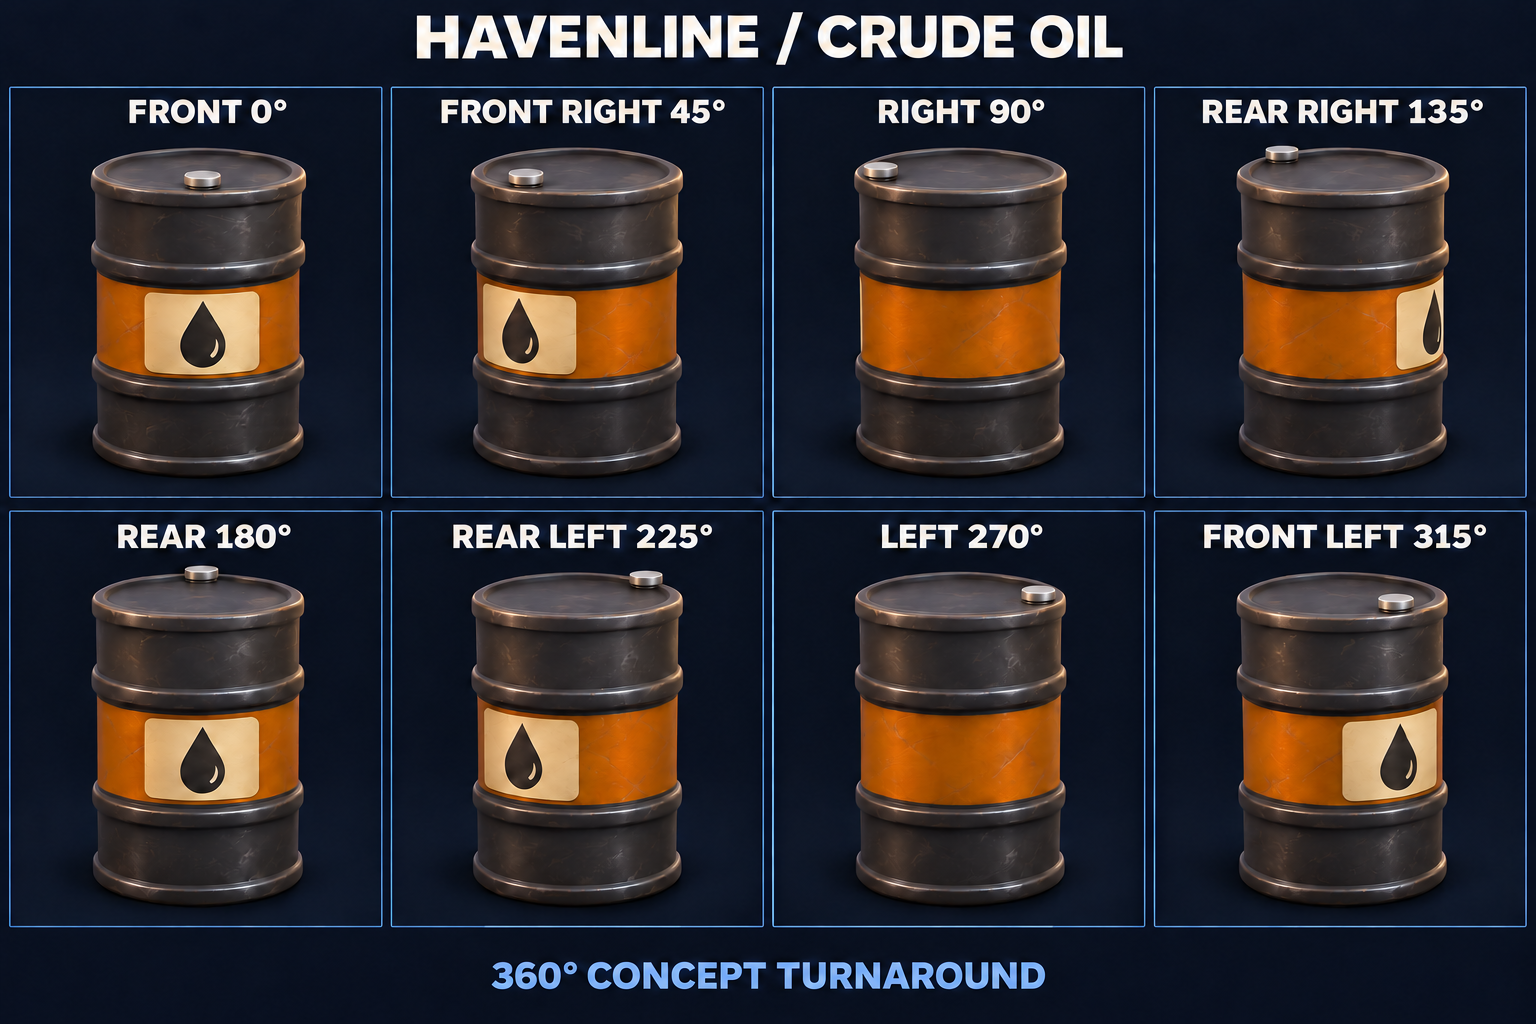 HAVENLINE / CRUDE OIL
FRONT 0°
FRONT RIGHT 45°
RIGHT 90°
REAR RIGHT 135°
REAR 180°
REAR LEFT 225°
LEFT 270°
FRONT LEFT 315°
360° CONCEPT TURNAROUND